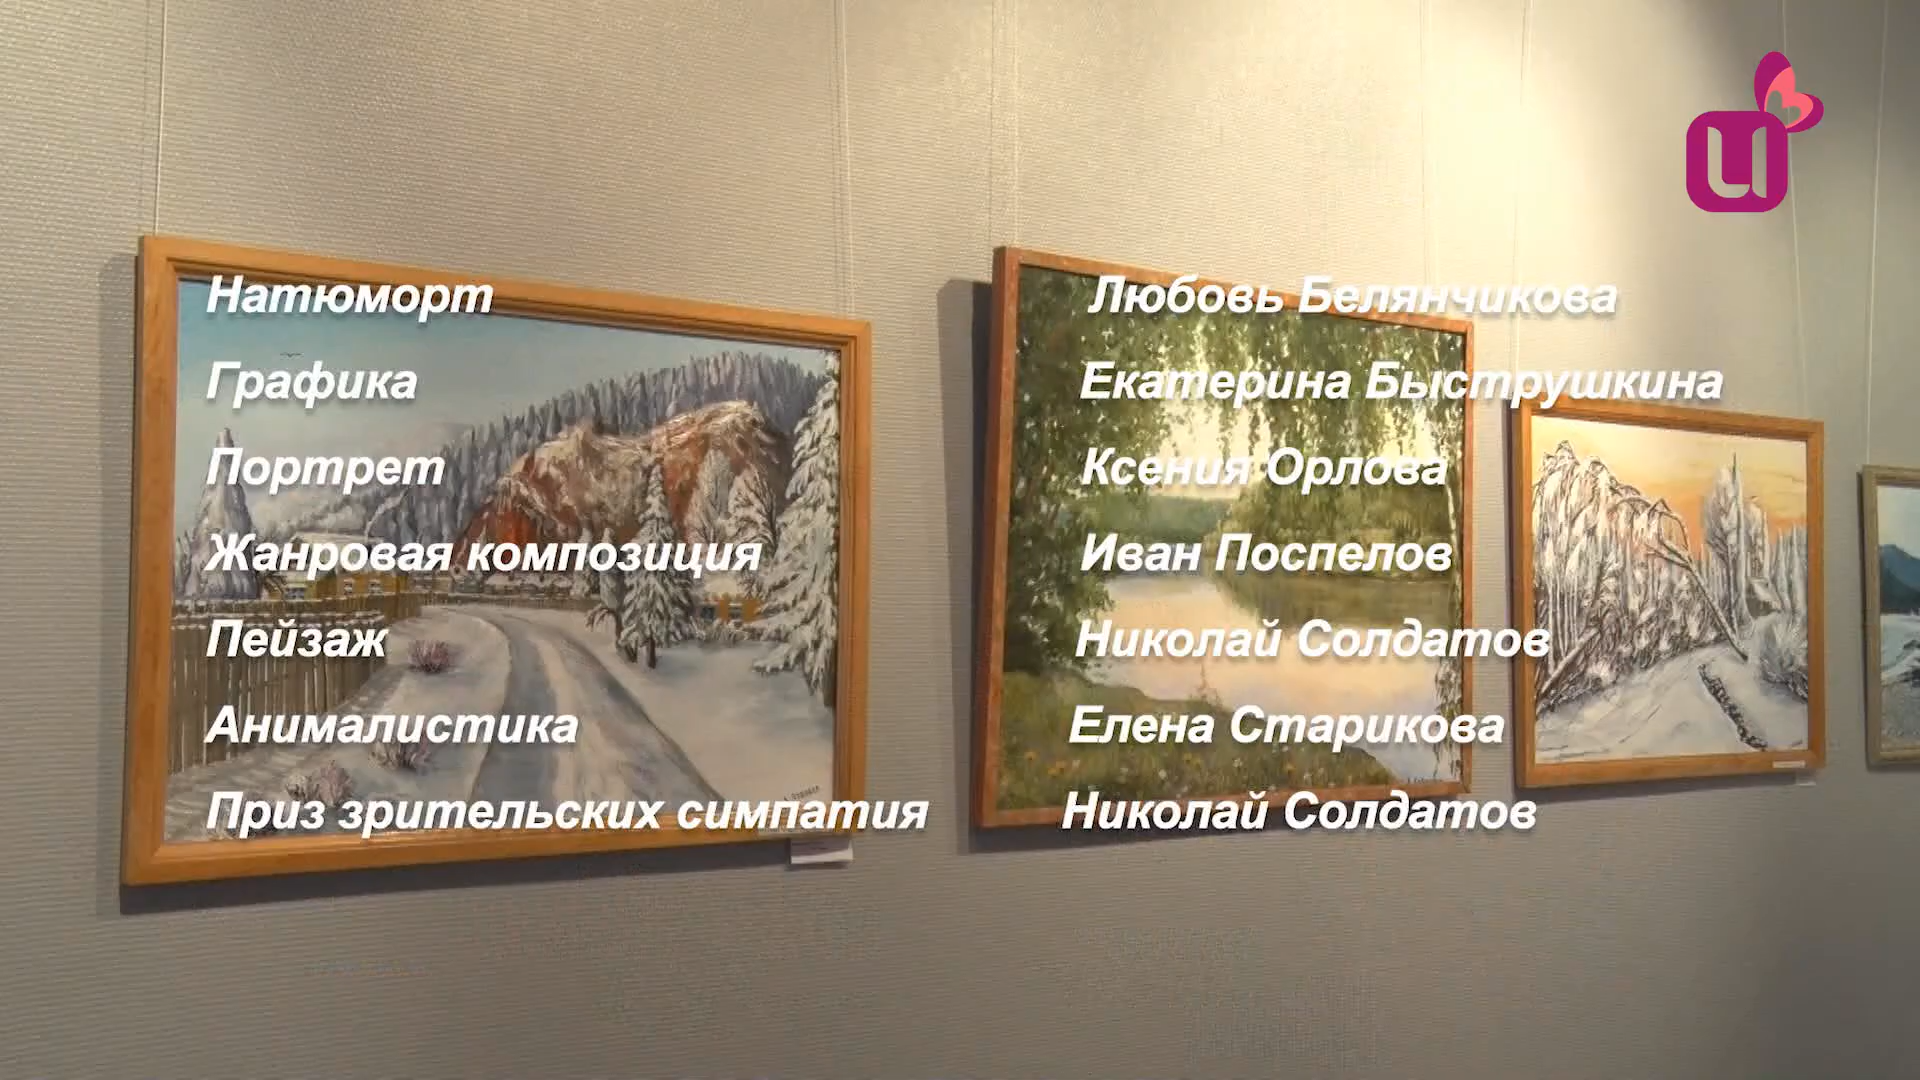 Натюморт Любовь Белянчикова
Графика Екатерина Быструшкина
Портрет Ксения Орлова
Жанровая композиция Иван Поспелов
Пейзаж Николай Солдатов
Анималистика Елена Старикова
Приз зрительских симпатия Николай Солдатов